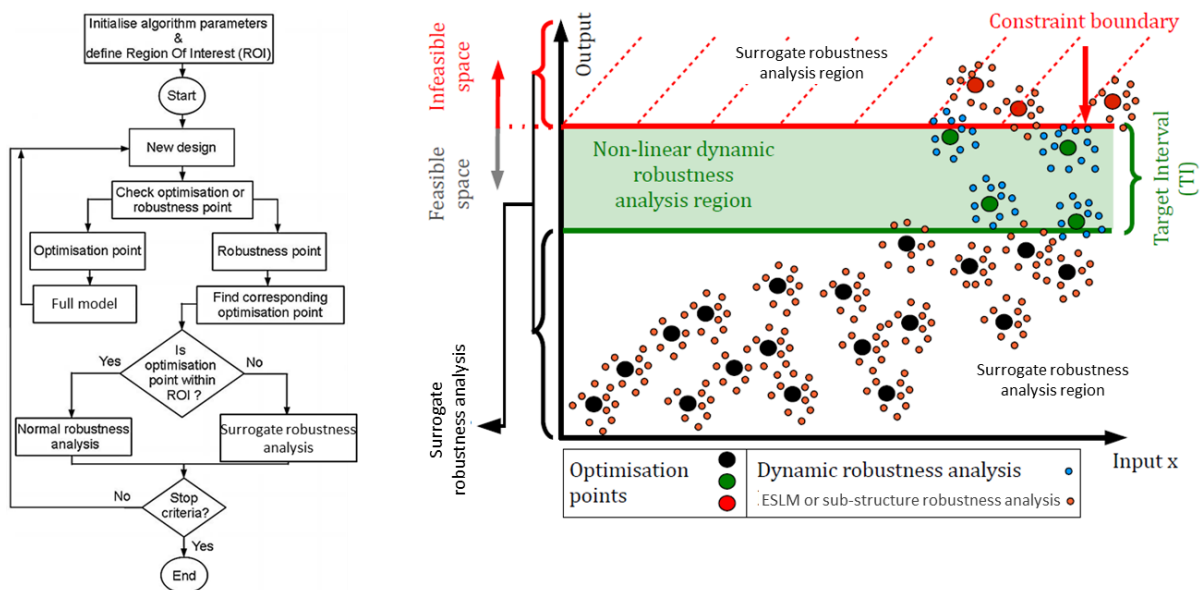 Initialise algorithm parameters
&
define Region Of Interest (ROI)
Start
New design
Check optimisation or
robustness point
Optimisation point
Robustness point
Full model
Find corresponding
optimisation point
Is
optimisation
point within
ROI ?
Yes
No
Normal robustness
analysis
Surrogate robustness
analysis
No
Stop
criteria?
Yes
End
Infeasible
space
Feasible
space
Surrogate
robustness analysis
Output
Surrogate robustness
analysis region
Constraint boundary
Non-linear dynamic
robustness
analysis region
Target Interval
(TI)
Surrogate robustness
analysis region
Input x
Optimisation
points
Dynamic robustness analysis
ESLM or sub-structure robustness analysis